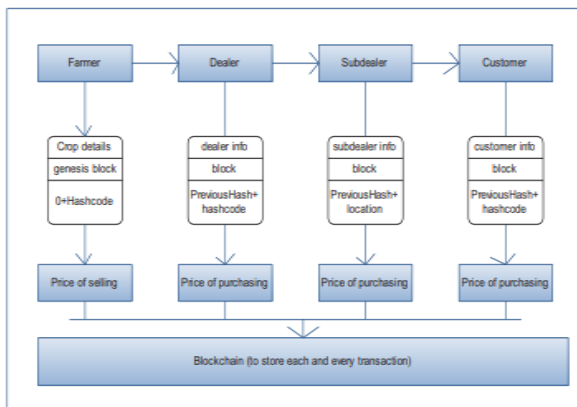 Farmer
Dealer
Subdealer
Customer
Crop details
genesis block
0+Hashcode
dealer info
block
PreviousHash+
hashcode
subdealer info
block
PreviousHash+
location
customer info
block
PreviousHash+
hashcode
Price of selling
Price of purchasing
Price of purchasing
Price of purchasing
Blockchain (to store each and every transaction)